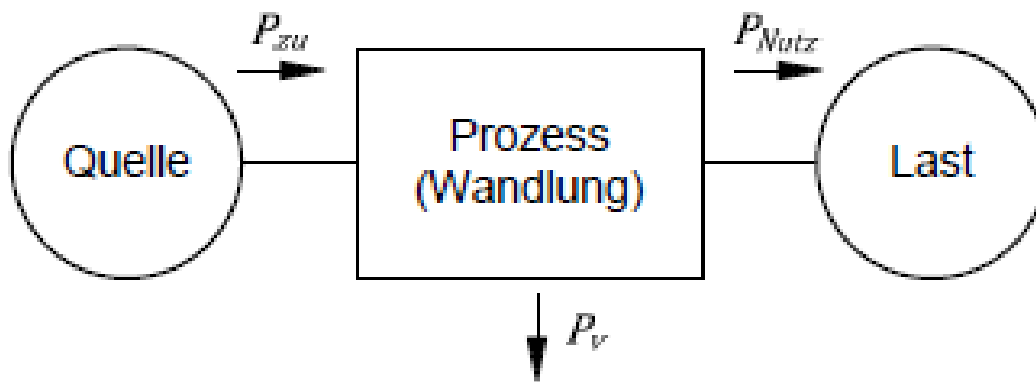 P_zu
P_Nutz
Quelle
Prozess
(Wandlung)
Last
P_v